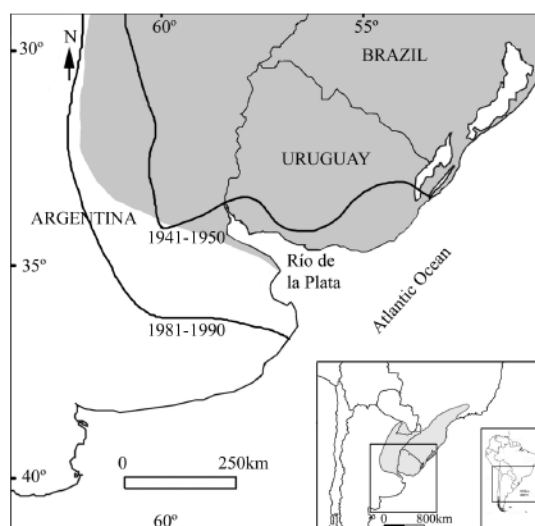 60º
55º
30º
N
BRAZIL
URUGUAY
ARGENTINA
1941-1950
Río de
la Plata
35º
Atlantic Ocean
1981-1990
0
250km
40º
0
800km
60º